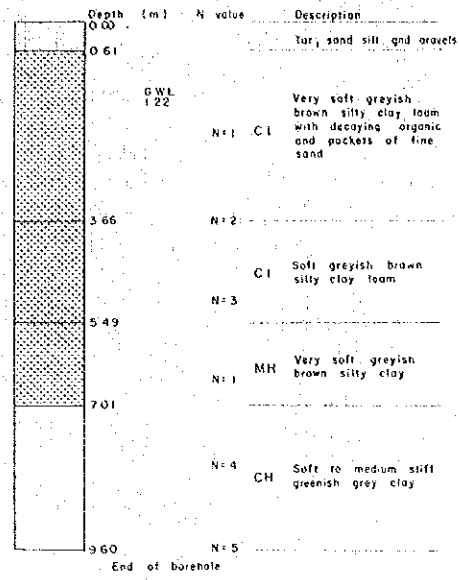 Depth (m) N value Description
0.00
Tar, sand silt and gravels
0.61
GWL
1.22
Very soft greyish
brown silty clay loam
N=1 CI with decaying organic
and pockets of fine
sand
3.66 N=2
CI Soft greyish brown
silty clay loam
N=3
5.49
MH Very soft greyish
brown silty clay
N=1
7.01
N=4
CH Soft to medium stiff
greenish grey clay
9.60 N=5
End of borehole